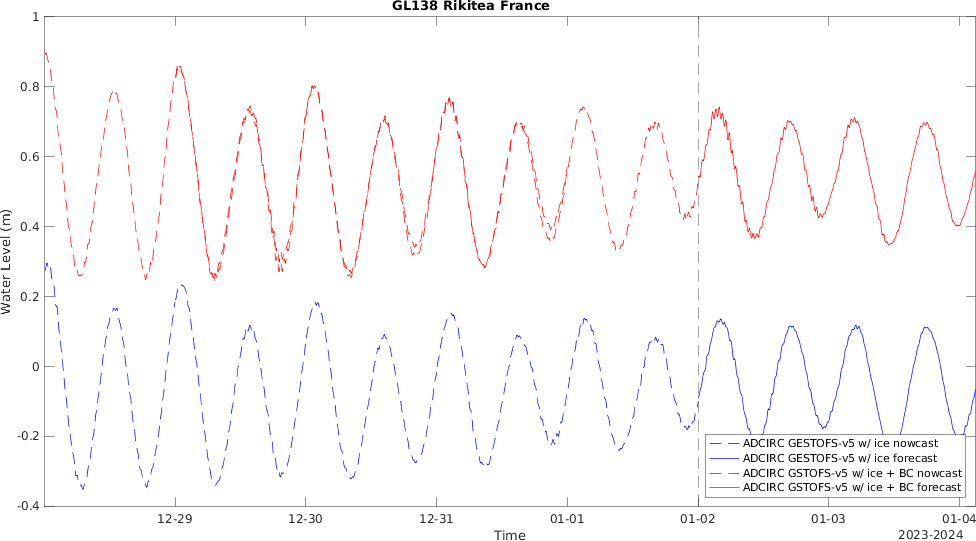 GL138 Rikitea France
1
0.8
0.6
0.4
0.2
0
-0.2
-0.4
Water Level (m)
12-29
12-30
12-31
01-01
01-02
01-03
01-04
Time
2023-2024
ADCIRC GESTOFS-v5 w/ ice nowcast
ADCIRC GESTOFS-v5 w/ ice forecast
ADCIRC GSTOFS-v5 w/ ice + BC nowcast
ADCIRC GSTOFS-v5 w/ ice + BC forecast